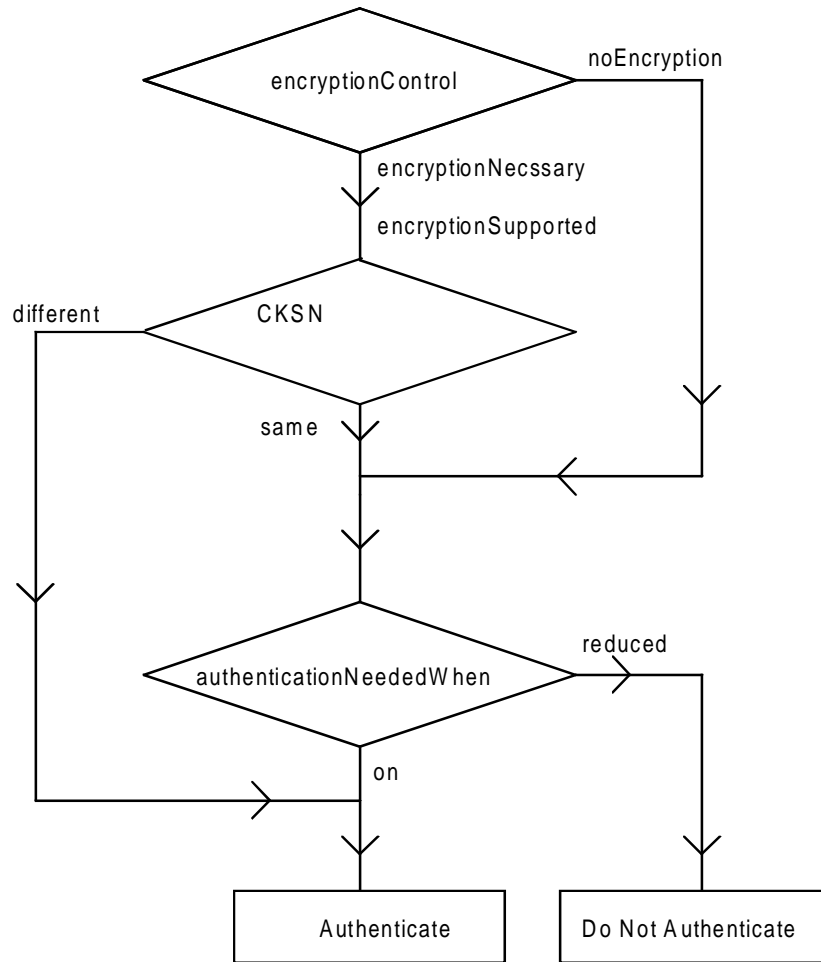 noEncryption
encryptionControl
encryptionNecssary
encryptionSupported
different
CKSN
same
reduced
authenticationNeededWhen
on
Authenticate
Do Not Authenticate